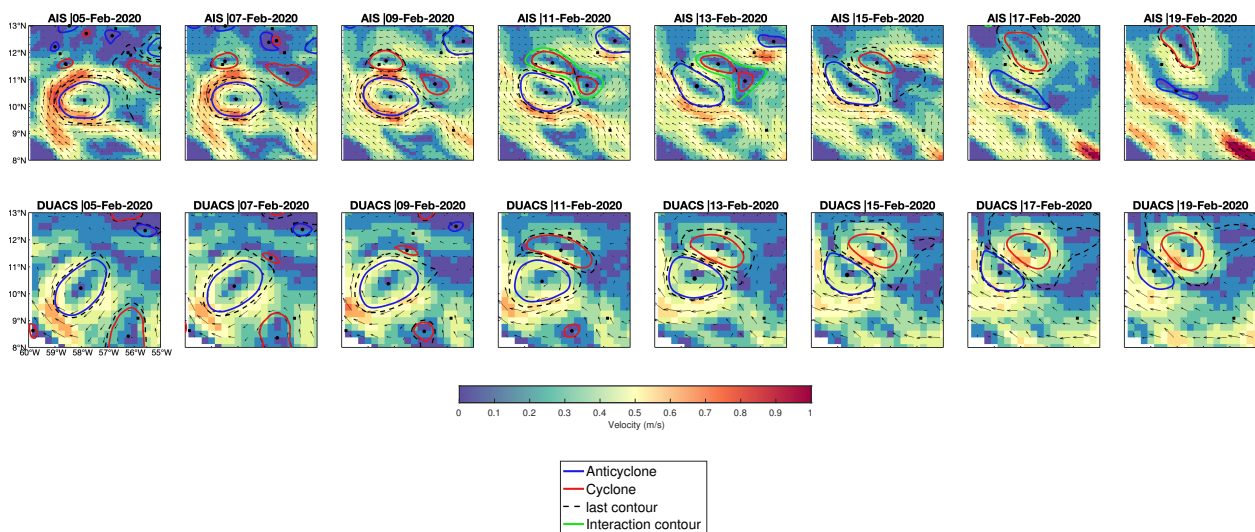 AIS |05-Feb-2020 AIS |07-Feb-2020 AIS |09-Feb-2020 AIS |11-Feb-2020 AIS |13-Feb-2020 AIS |15-Feb-2020 AIS |17-Feb-2020 AIS |19-Feb-2020
13°N
12°N
11°N
10°N
9°N
8°N
DUACS |05-Feb-2020 DUACS |07-Feb-2020 DUACS |09-Feb-2020 DUACS |11-Feb-2020 DUACS |13-Feb-2020 DUACS |15-Feb-2020 DUACS |17-Feb-2020 DUACS |19-Feb-2020
13°N
12°N
11°N
10°N
9°N
8°N
60°W 59°W 58°W 57°W 56°W 55°W
0 0.1 0.2 0.3 0.4 0.5 0.6 0.7 0.8 0.9 1
Velocity (m/s)
Anticyclone
Cyclone
last contour
Interaction contour